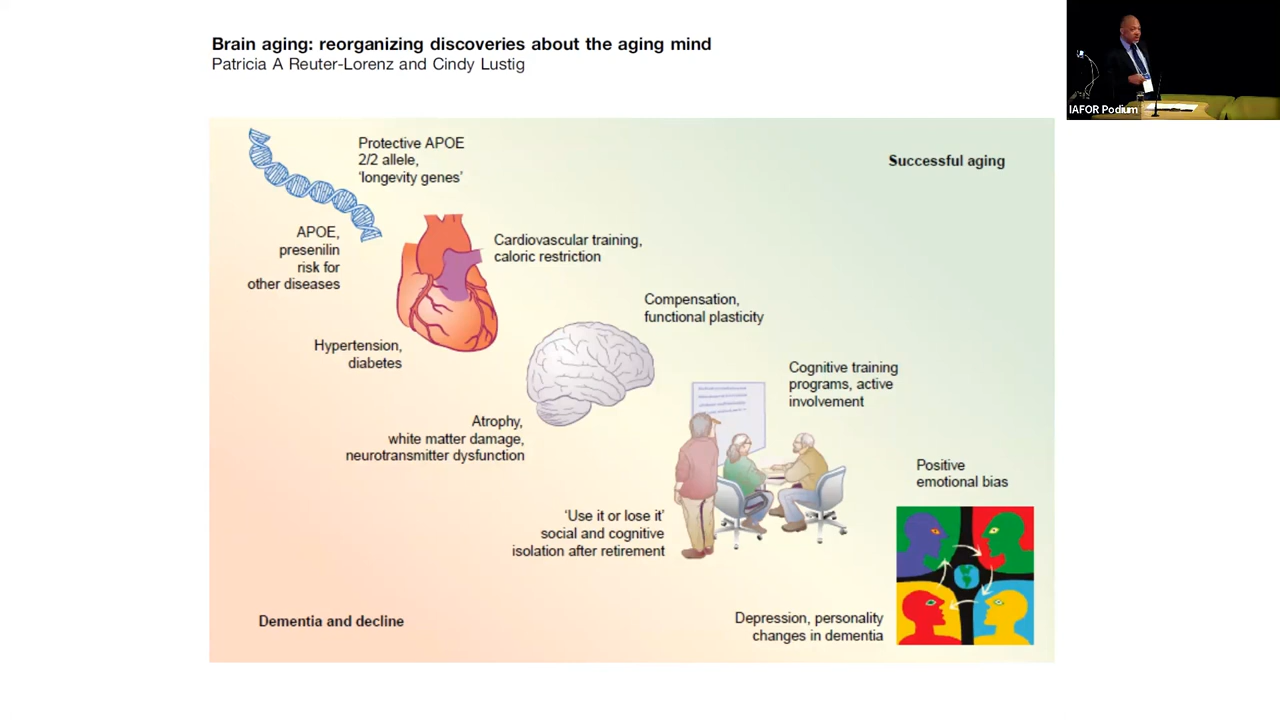 Brain aging: reorganizing discoveries about the aging mind
Patricia A Reuter-Lorenz and Cindy Lustig
IAFOR Podium
Protective APOE
2/2 allele,
‘longevity genes’
Successful aging
APOE,
presenilin
risk for
other diseases
Cardiovascular training,
caloric restriction
Compensation,
functional plasticity
Hypertension,
diabetes
Cognitive training
programs, active
involvement
Atrophy,
white matter damage,
neurotransmitter dysfunction
Positive
emotional bias
‘Use it or lose it’
social and cognitive
isolation after retirement
Dementia and decline
Depression, personality
changes in dementia